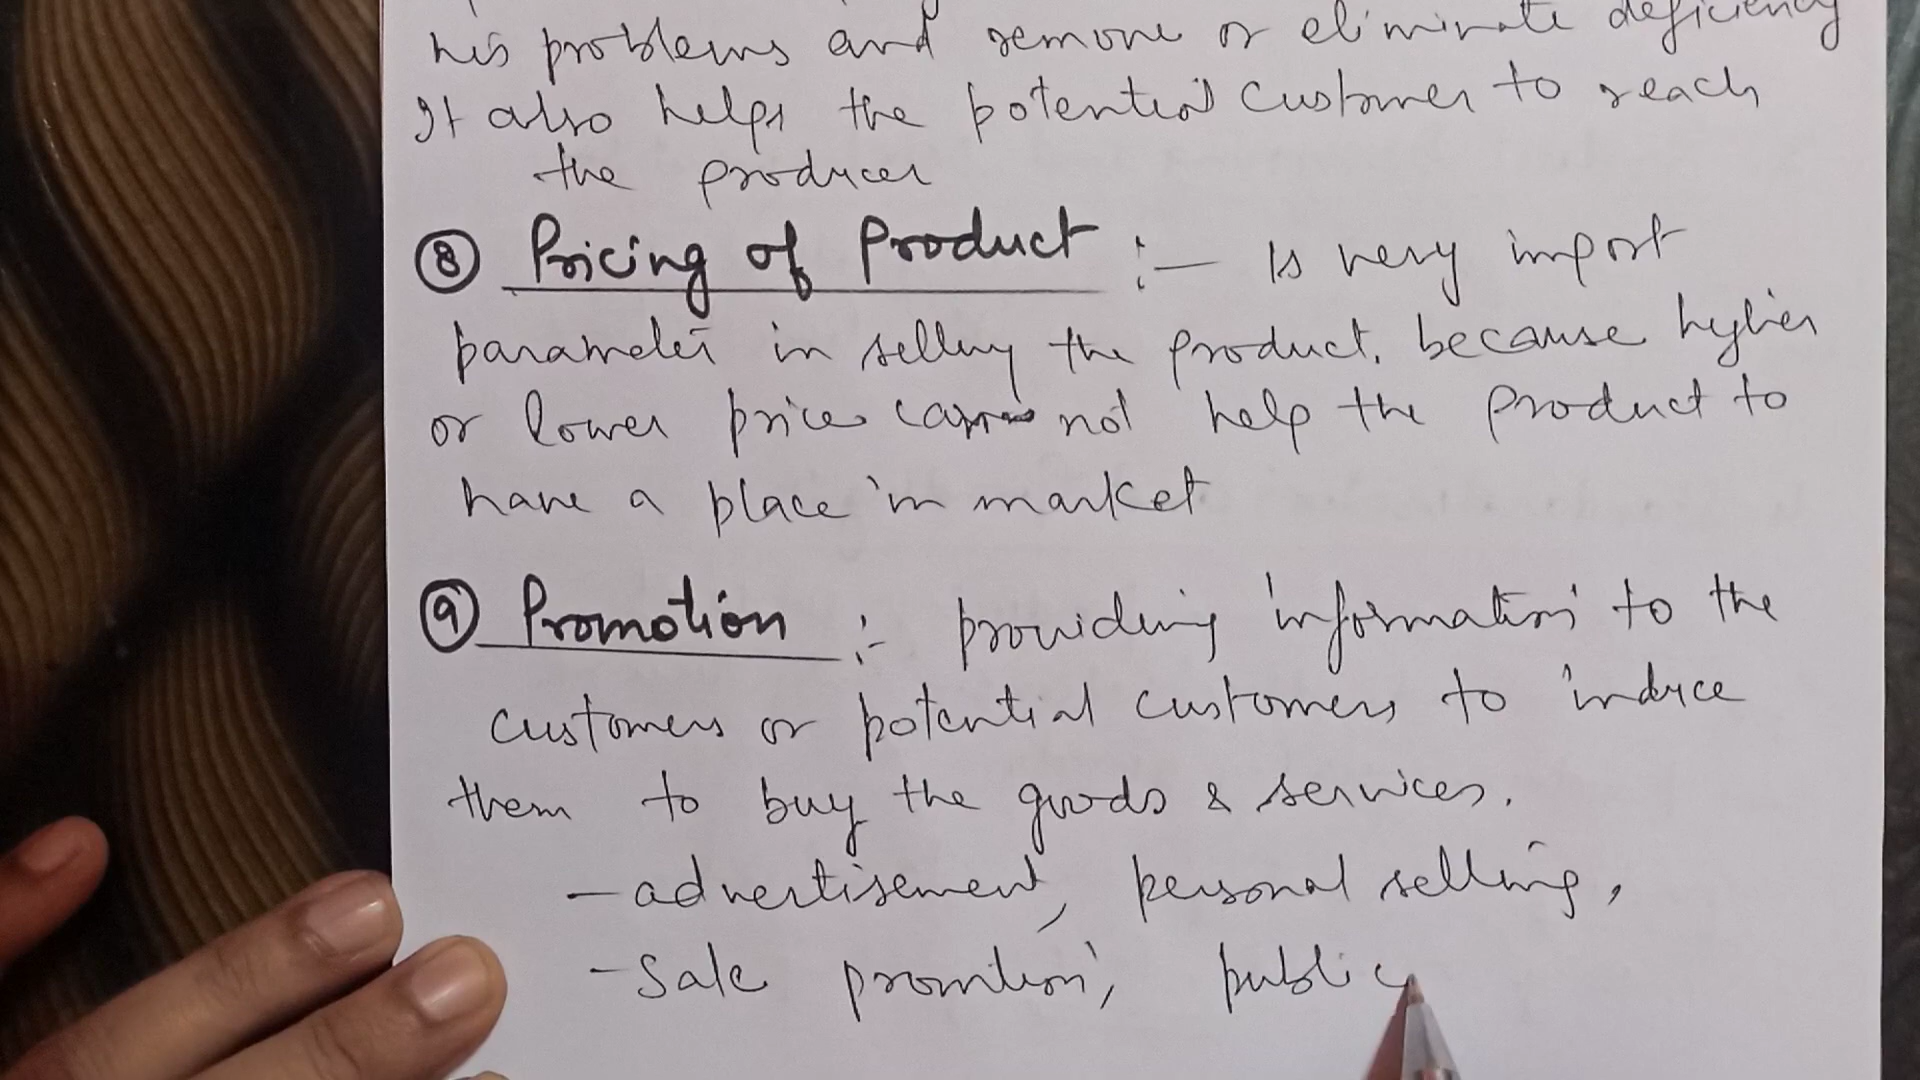 his problems and remove or eliminate deficiency
It also helps the potential customer to reach
the producer
⑧ Pricing of Product :— Is very import
parameter in selling the product. because higher
or lower price can not help the product to
have a place in market
⑨ Promotion :- providing information to the
customers or potential customers to induce
them to buy the goods & services.
— advertisement, personal selling,
- Sale promotion, public